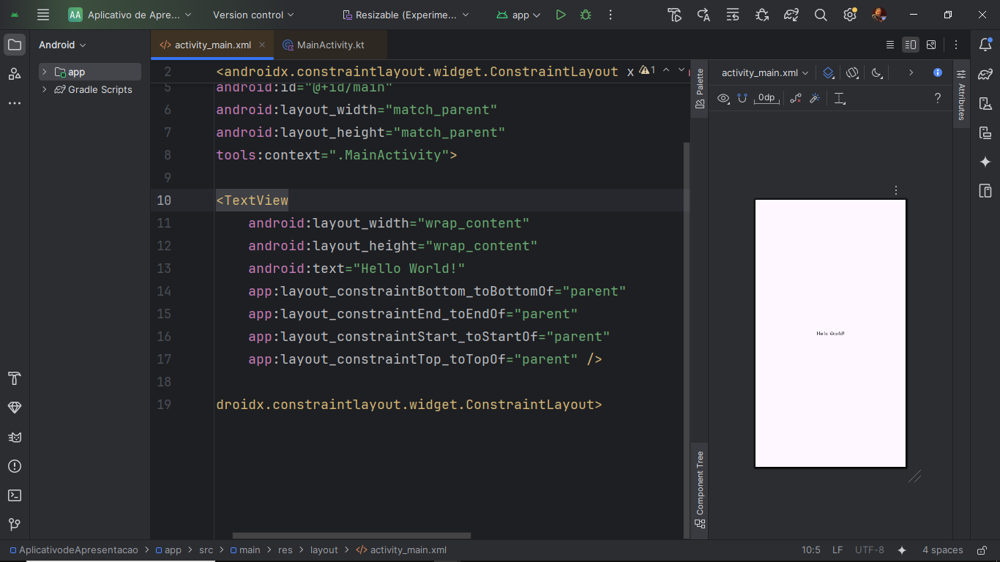 AA Aplicativo de Apre... Version control Resizable (Experime... app
Android
activity_main.xml MainActivity.kt
app
Gradle Scripts
2 <androidx.constraintlayout.widget.ConstraintLayout x 1
5 android:id="@+id/main"
6 android:layout_width="match_parent"
7 android:layout_height="match_parent"
8 tools:context=".MainActivity">
9
10 <TextView
11 android:layout_width="wrap_content"
12 android:layout_height="wrap_content"
13 android:text="Hello World!"
14 app:layout_constraintBottom_toBottomOf="parent"
15 app:layout_constraintEnd_toEndOf="parent"
16 app:layout_constraintStart_toStartOf="parent"
17 app:layout_constraintTop_toTopOf="parent" />
18
19 droidx.constraintlayout.widget.ConstraintLayout>
Palette
Component Tree
activity_main.xml
0dp ?
Hello World!
Attributes
AplicativodeApresentacao > app > src > main > res > layout > activity_main.xml 10:5 LF UTF-8 4 spaces